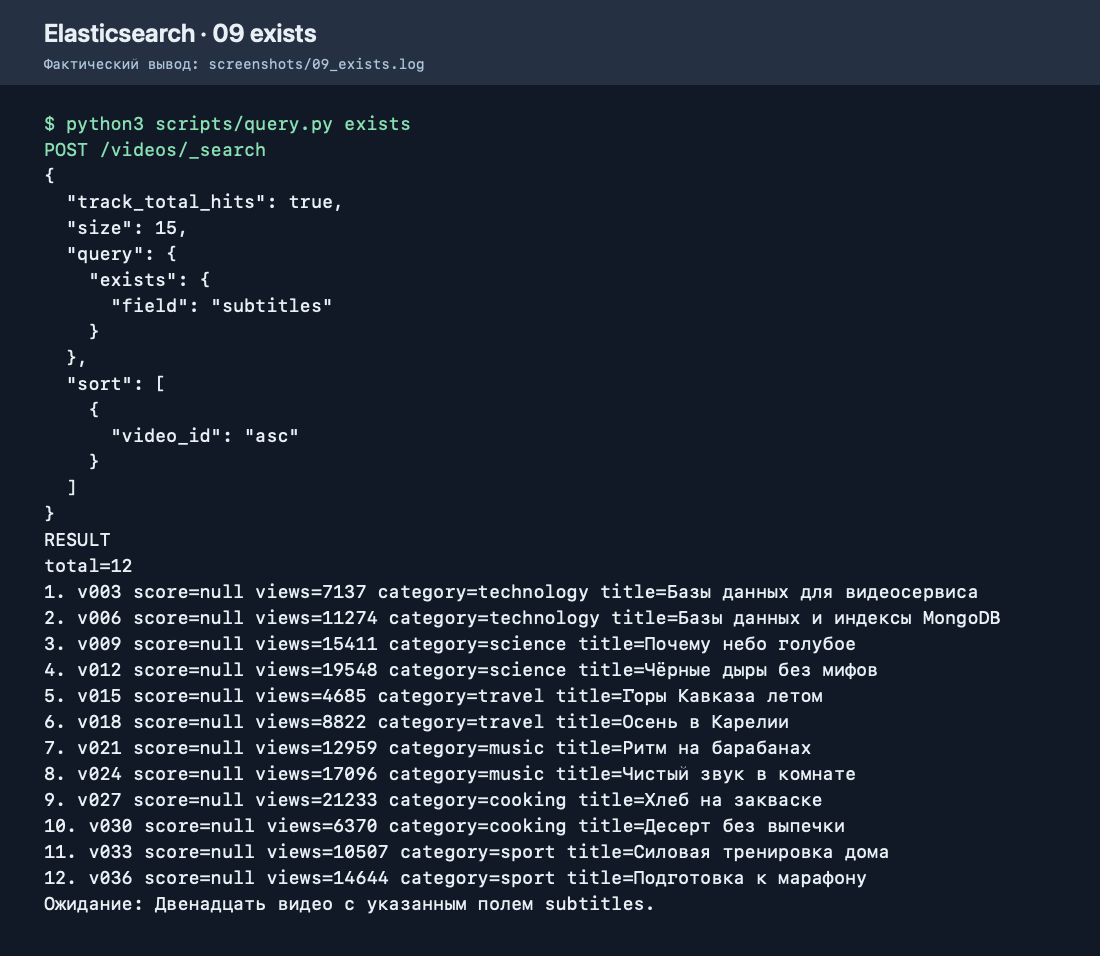 Elasticsearch · 09 exists
Фактический вывод: screenshots/09_exists.log
$ python3 scripts/query.py exists
POST /videos/_search
{
  "track_total_hits": true,
  "size": 15,
  "query": {
    "exists": {
      "field": "subtitles"
    }
  },
  "sort": [
    {
      "video_id": "asc"
    }
  ]
}
RESULT
total=12
1. v003 score=null views=7137 category=technology title=Базы данных для видеосервиса
2. v006 score=null views=11274 category=technology title=Базы данных и индексы MongoDB
3. v009 score=null views=15411 category=science title=Почему небо голубое
4. v012 score=null views=19548 category=science title=Чёрные дыры без мифов
5. v015 score=null views=4685 category=travel title=Горы Кавказа летом
6. v018 score=null views=8822 category=travel title=Осень в Карелии
7. v021 score=null views=12959 category=music title=Ритм на барабанах
8. v024 score=null views=17096 category=music title=Чистый звук в комнате
9. v027 score=null views=21233 category=cooking title=Хлеб на закваске
10. v030 score=null views=6370 category=cooking title=Десерт без выпечки
11. v033 score=null views=10507 category=sport title=Силовая тренировка дома
12. v036 score=null views=14644 category=sport title=Подготовка к марафону
Ожидание: Двенадцать видео с указанным полем subtitles.